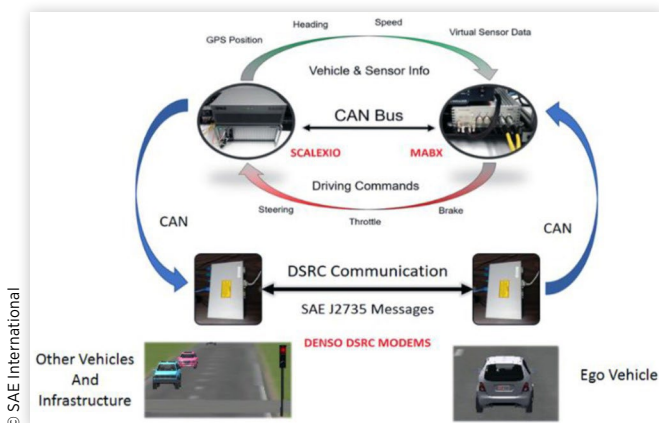 Heading
Speed
GPS Position
Virtual Sensor Data
Vehicle & Sensor Info
CAN Bus
SCALEXIO
MABX
Driving Commands
Steering
Throttle
Brake
CAN
CAN
DSRC Communication
SAE J2735 Messages
DENSO DSRC MODEMS
Other Vehicles
And
Infrastructure
Ego Vehicle
© SAE International